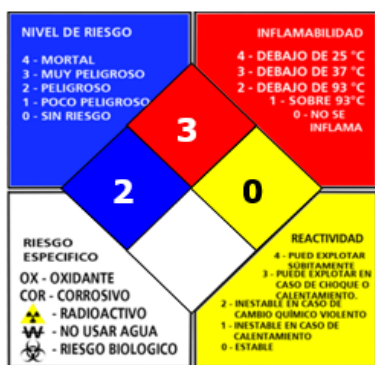 NIVEL DE RIESGO
4 - MORTAL
3 - MUY PELIGROSO
2 - PELIGROSO
1 - POCO PELIGROSO
0 - SIN RIESGO
INFLAMABILIDAD
4 - DEBAJO DE 25 °C
3 - DEBAJO DE 37 °C
2 - DEBAJO DE 93 °C
1 - SOBRE 93°C
0 - NO SE
INFLAMA
3
2
0
RIESGO
ESPECIFICO
OX - OXIDANTE
COR - CORROSIVO
- RADIOACTIVO
W - NO USAR AGUA
- RIESGO BIOLOGICO
REACTIVIDAD
4 - PUED EXPLOTAR
SÚBITAMENTE
3 - PUEDE EXPLOTAR EN
CASO DE CHOQUE O
CALENTAMIENTO.
2 - INESTABLE EN CASO DE
CAMBIO QUÍMICO VIOLENTO
1 - INESTABLE EN CASO DE
CALENTAMIENTO
0 - ESTABLE